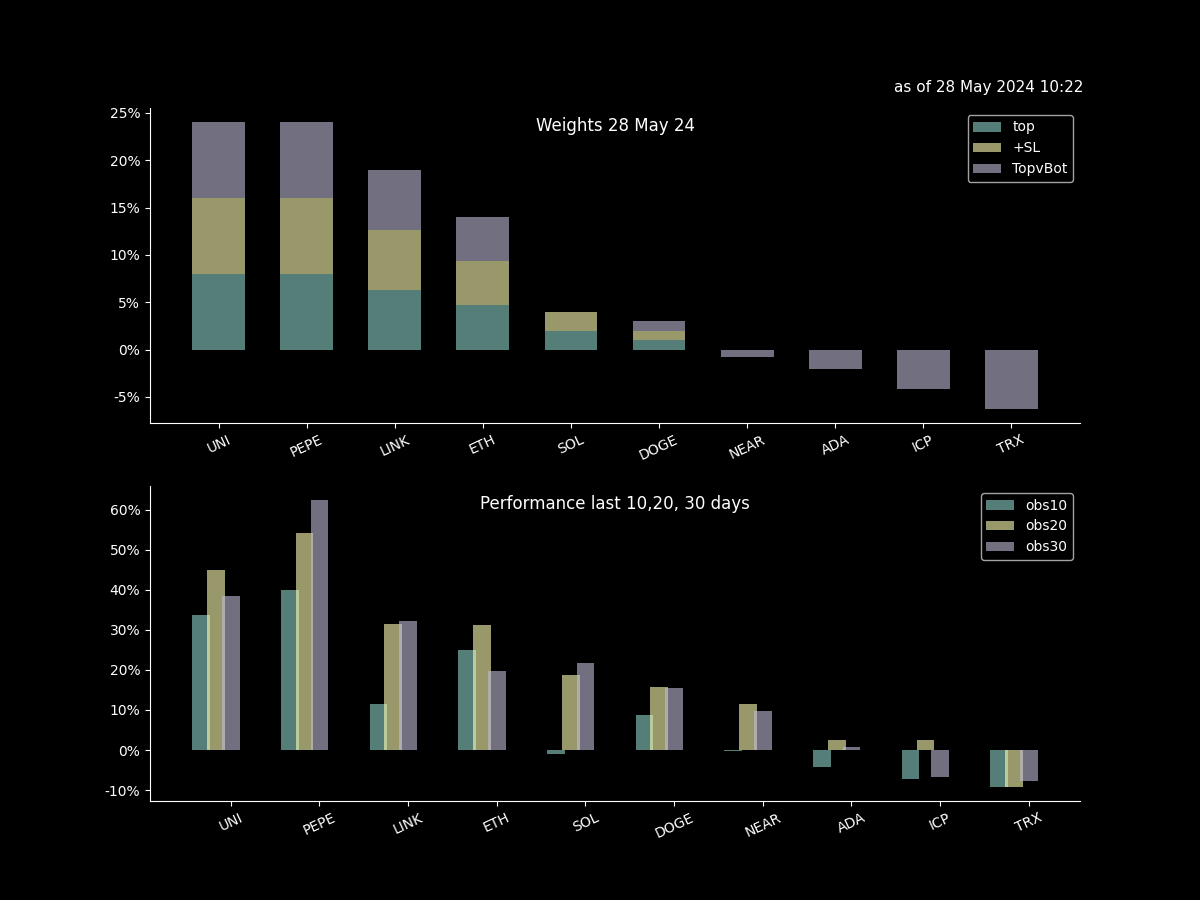 as of 28 May 2024 10:22
Weights 28 May 24
top
+SL
TopvBot
25%
20%
15%
10%
5%
0%
-5%
UNI PEPE LINK ETH SOL DOGE NEAR ADA ICP TRX
Performance last 10,20, 30 days
obs10
obs20
obs30
60%
50%
40%
30%
20%
10%
0%
-10%
UNI PEPE LINK ETH SOL DOGE NEAR ADA ICP TRX